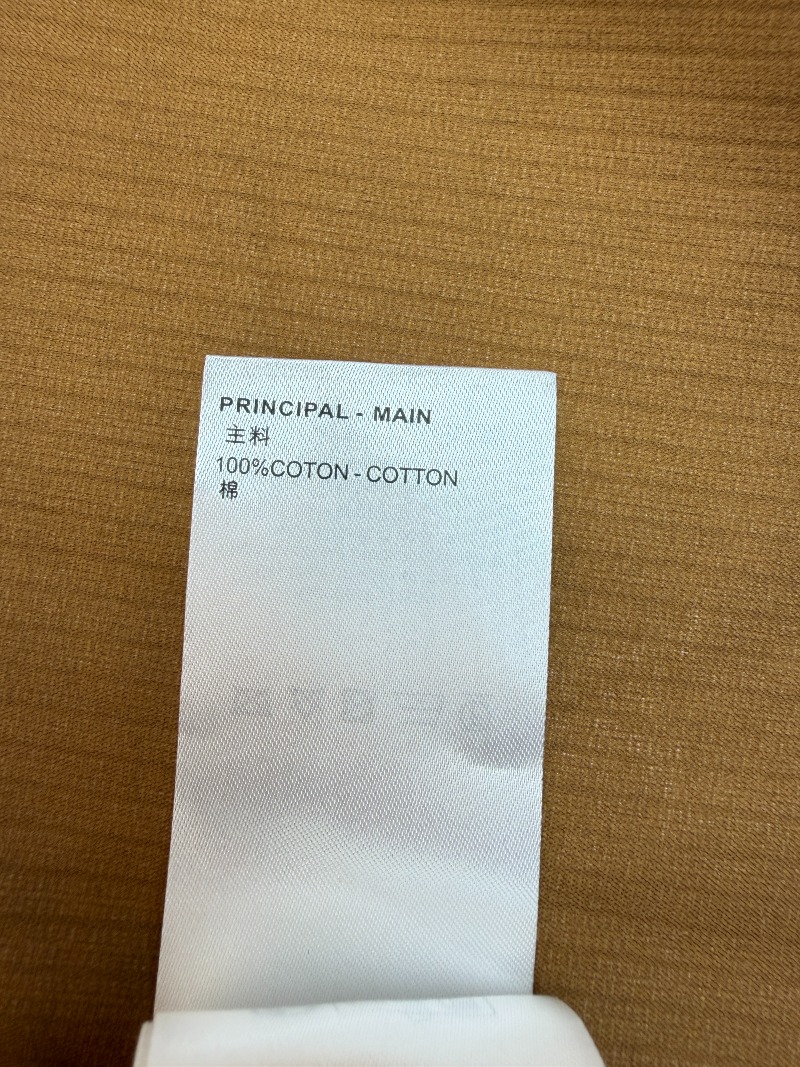 PRINCIPAL - MAIN
主料
100%COTON - COTTON
棉